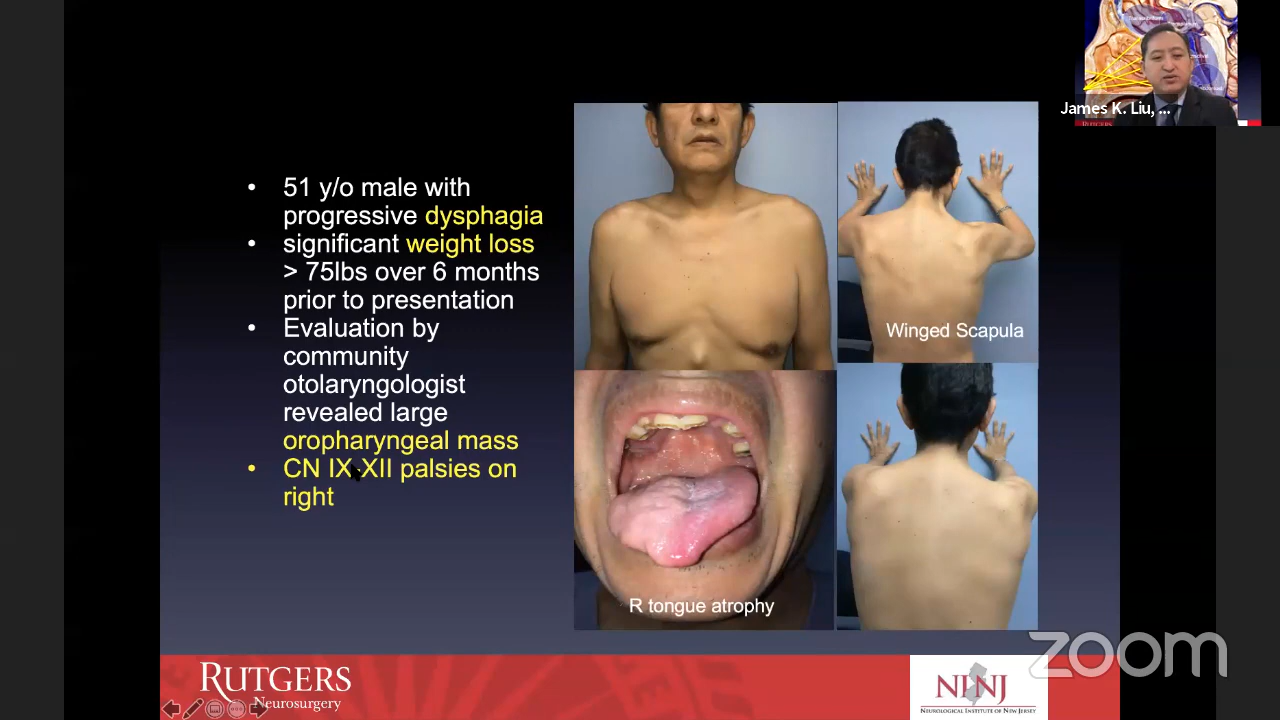 James K. Liu, ...
• 51 y/o male with
progressive dysphagia
• significant weight loss
> 75lbs over 6 months
prior to presentation
• Evaluation by
community
otolaryngologist
revealed large
oropharyngeal mass
• CN IX-XII palsies on
right
Winged Scapula
R tongue atrophy
zoom
RUTGERS
Neurosurgery
NINJ
NEUROLOGICAL INSTITUTE OF NEW JERSEY